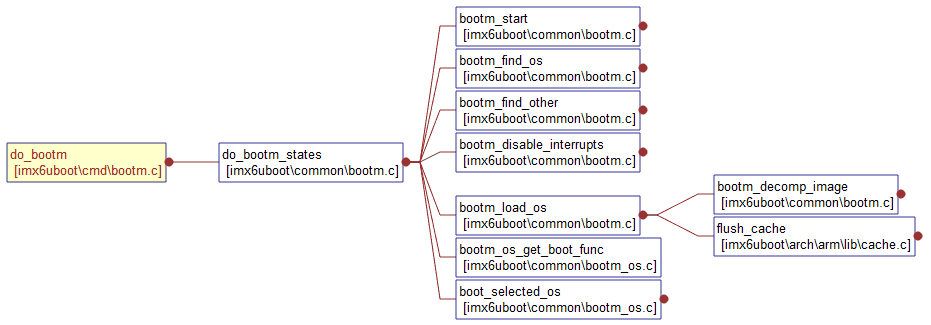 do_bootm
[imx6uboot\cmd\bootm.c]
do_bootm_states
[imx6uboot\common\bootm.c]
bootm_start
[imx6uboot\common\bootm.c]
bootm_find_os
[imx6uboot\common\bootm.c]
bootm_find_other
[imx6uboot\common\bootm.c]
bootm_disable_interrupts
[imx6uboot\common\bootm.c]
bootm_load_os
[imx6uboot\common\bootm.c]
bootm_os_get_boot_func
[imx6uboot\common\bootm_os.c]
boot_selected_os
[imx6uboot\common\bootm_os.c]
bootm_decomp_image
[imx6uboot\common\bootm.c]
flush_cache
[imx6uboot\arch\arm\lib\cache.c]